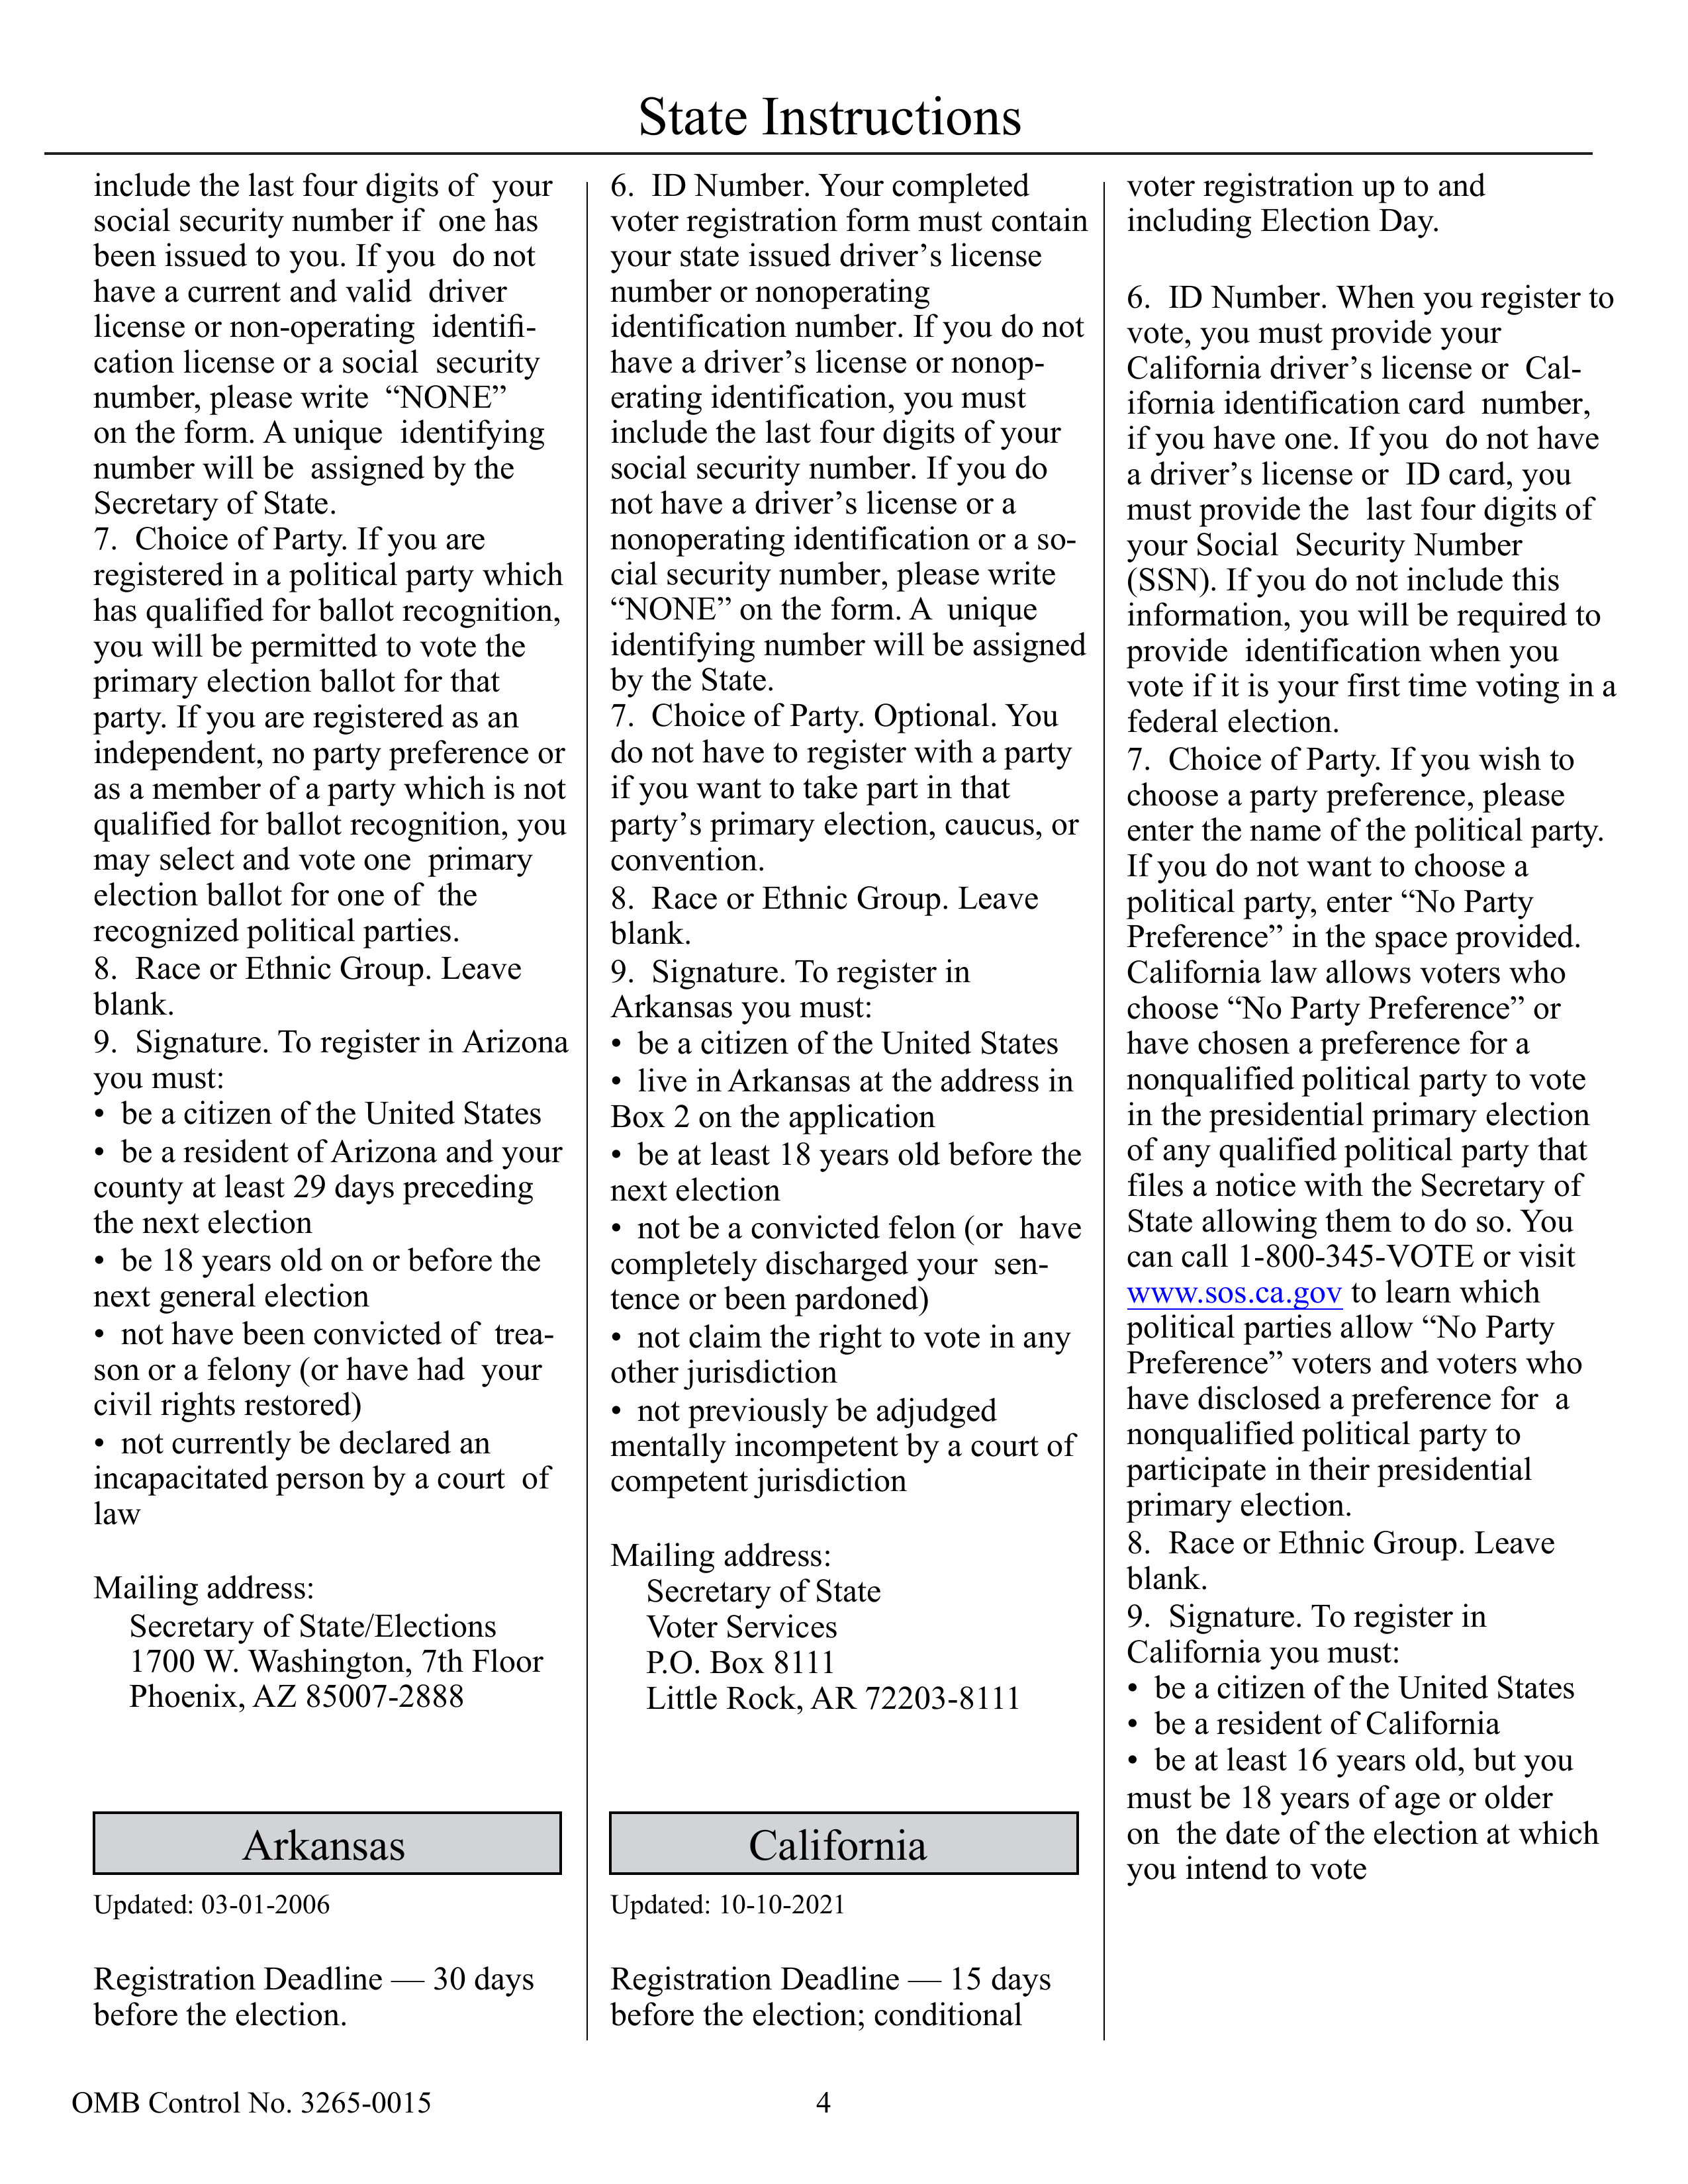 State Instructions
include the last four digits of your
social security number if one has
been issued to you. If you do not
have a current and valid driver
license or non-operating identifi-
cation license or a social security
number, please write “NONE”
on the form. A unique identifying
number will be assigned by the
Secretary of State.
7. Choice of Party. If you are
registered in a political party which
has qualified for ballot recognition,
you will be permitted to vote the
primary election ballot for that
party. If you are registered as an
independent, no party preference or
as a member of a party which is not
qualified for ballot recognition, you
may select and vote one primary
election ballot for one of the
recognized political parties.
8. Race or Ethnic Group. Leave
blank.
9. Signature. To register in Arizona
you must:
• be a citizen of the United States
• be a resident of Arizona and your
county at least 29 days preceding
the next election
• be 18 years old on or before the
next general election
• not have been convicted of trea-
son or a felony (or have had your
civil rights restored)
• not currently be declared an
incapacitated person by a court of
law
Mailing address:
Secretary of State/Elections
1700 W. Washington, 7th Floor
Phoenix, AZ 85007-2888
Arkansas
Updated: 03-01-2006
Registration Deadline — 30 days
before the election.
6. ID Number. Your completed
voter registration form must contain
your state issued driver’s license
number or nonoperating
identification number. If you do not
have a driver’s license or nonop-
erating identification, you must
include the last four digits of your
social security number. If you do
not have a driver’s license or a
nonoperating identification or a so-
cial security number, please write
“NONE” on the form. A unique
identifying number will be assigned
by the State.
7. Choice of Party. Optional. You
do not have to register with a party
if you want to take part in that
party’s primary election, caucus, or
convention.
8. Race or Ethnic Group. Leave
blank.
9. Signature. To register in
Arkansas you must:
• be a citizen of the United States
• live in Arkansas at the address in
Box 2 on the application
• be at least 18 years old before the
next election
• not be a convicted felon (or have
completely discharged your sen-
tence or been pardoned)
• not claim the right to vote in any
other jurisdiction
• not previously be adjudged
mentally incompetent by a court of
competent jurisdiction
Mailing address:
Secretary of State
Voter Services
P.O. Box 8111
Little Rock, AR 72203-8111
California
Updated: 10-10-2021
Registration Deadline — 15 days
before the election; conditional
voter registration up to and
including Election Day.
6. ID Number. When you register to
vote, you must provide your
California driver’s license or Cal-
ifornia identification card number,
if you have one. If you do not have
a driver’s license or ID card, you
must provide the last four digits of
your Social Security Number
(SSN). If you do not include this
information, you will be required to
provide identification when you
vote if it is your first time voting in a
federal election.
7. Choice of Party. If you wish to
choose a party preference, please
enter the name of the political party.
If you do not want to choose a
political party, enter “No Party
Preference” in the space provided.
California law allows voters who
choose “No Party Preference” or
have chosen a preference for a
nonqualified political party to vote
in the presidential primary election
of any qualified political party that
files a notice with the Secretary of
State allowing them to do so. You
can call 1-800-345-VOTE or visit
www.sos.ca.gov to learn which
political parties allow “No Party
Preference” voters and voters who
have disclosed a preference for a
nonqualified political party to
participate in their presidential
primary election.
8. Race or Ethnic Group. Leave
blank.
9. Signature. To register in
California you must:
• be a citizen of the United States
• be a resident of California
• be at least 16 years old, but you
must be 18 years of age or older
on the date of the election at which
you intend to vote
OMB Control No. 3265-0015
4